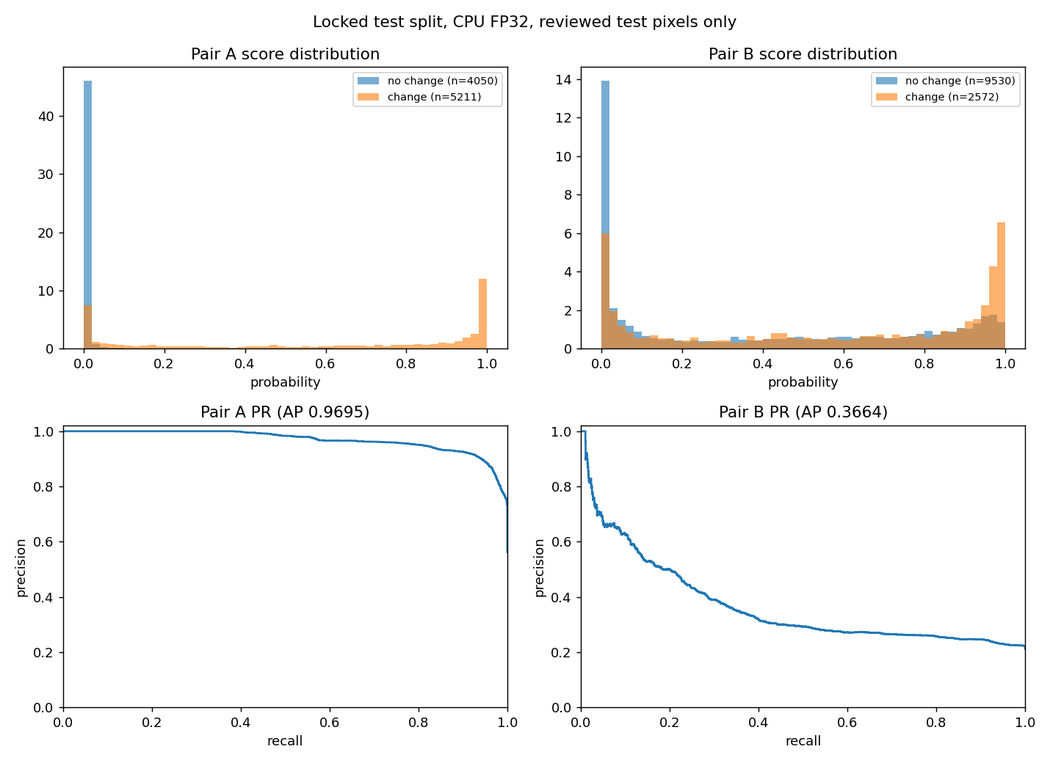 Locked test split, CPU FP32, reviewed test pixels only
Pair A score distribution
no change (n=4050)
change (n=5211)
40
30
20
10
0
0.0 0.2 0.4 0.6 0.8 1.0
probability
Pair B score distribution
no change (n=9530)
change (n=2572)
14
12
10
8
6
4
2
0
0.0 0.2 0.4 0.6 0.8 1.0
probability
Pair A PR (AP 0.9695)
precision
1.0
0.8
0.6
0.4
0.2
0.0
0.0 0.2 0.4 0.6 0.8 1.0
recall
Pair B PR (AP 0.3664)
precision
1.0
0.8
0.6
0.4
0.2
0.0
0.0 0.2 0.4 0.6 0.8 1.0
recall